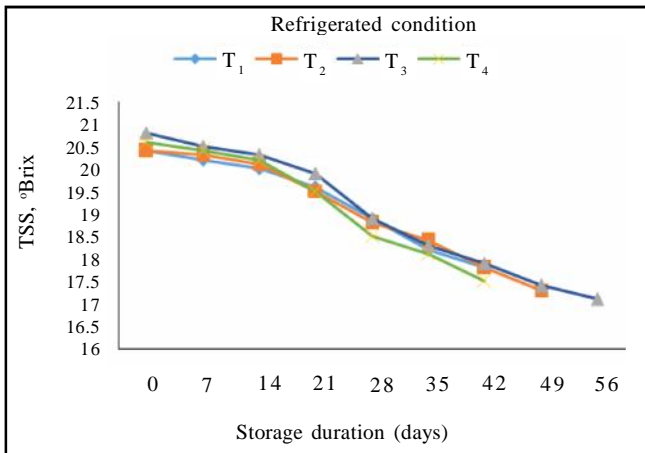 Refrigerated condition
T1 T2 T3 T4
TSS, ºBrix
21.5
21
20.5
20
19.5
19
18.5
18
17.5
17
16.5
16
0 7 14 21 28 35 42 49 56
Storage duration (days)